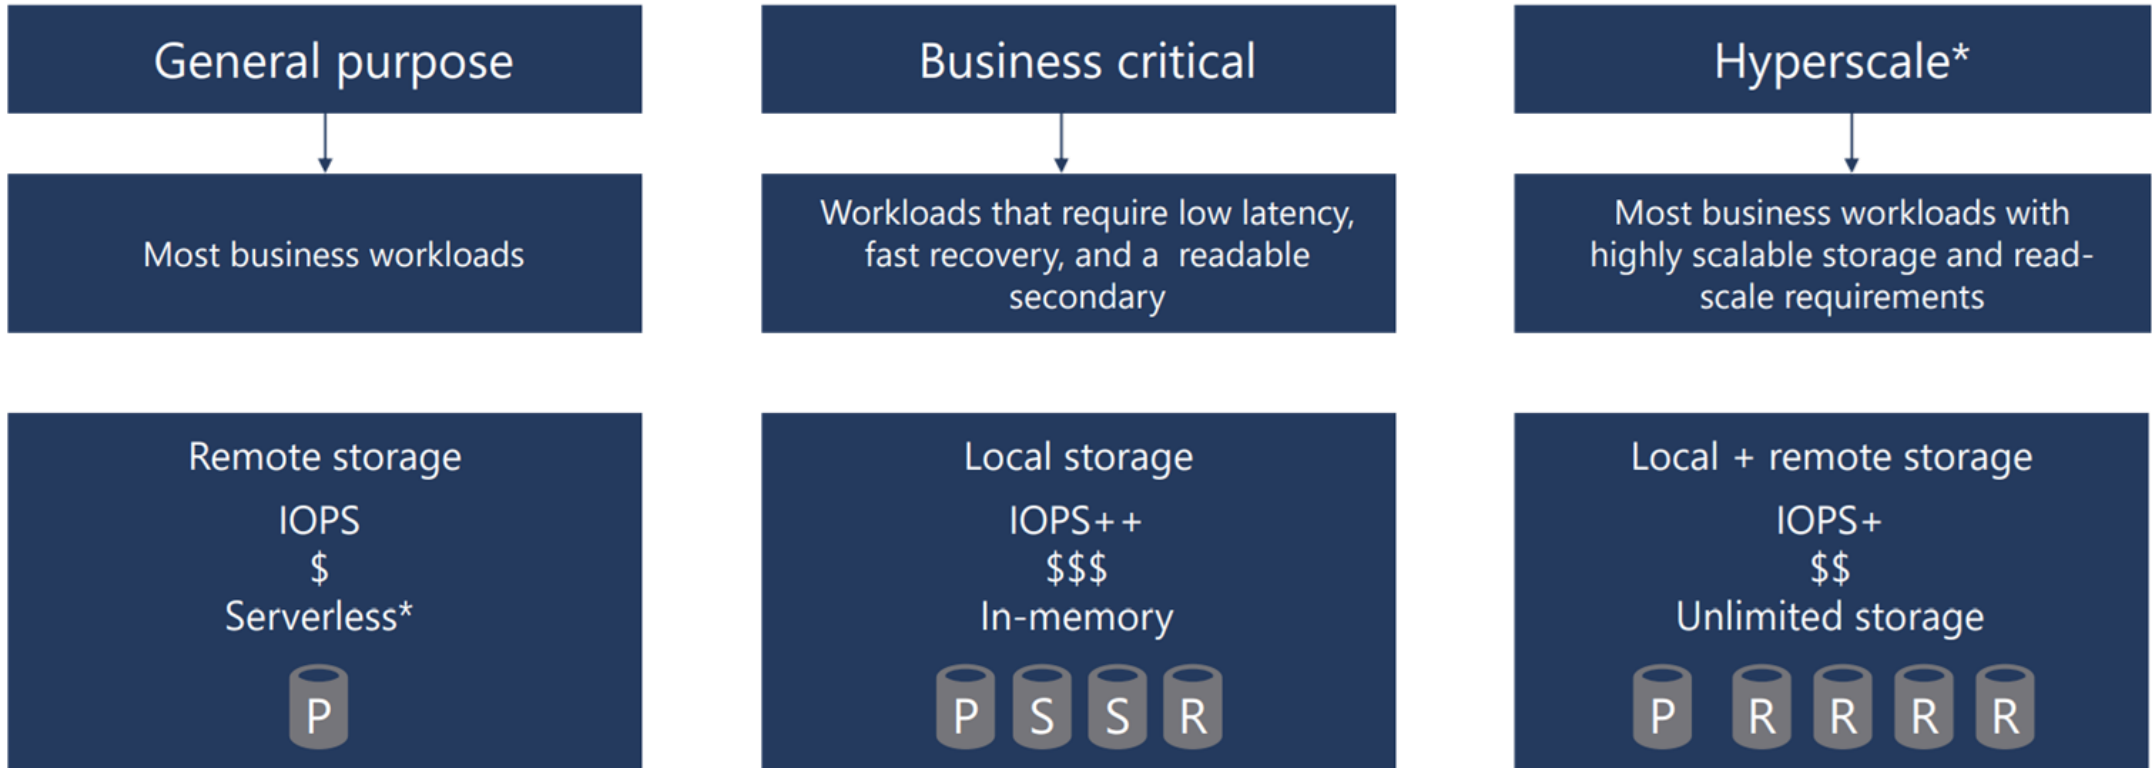 General purpose
Most business workloads
Remote storage
IOPS
$
Serverless*
P
Business critical
Workloads that require low latency,
fast recovery, and a readable
secondary
Local storage
IOPS++
$$$
In-memory
P S S R
Hyperscale*
Most business workloads with
highly scalable storage and read-
scale requirements
Local + remote storage
IOPS+
$$
Unlimited storage
P R R R R